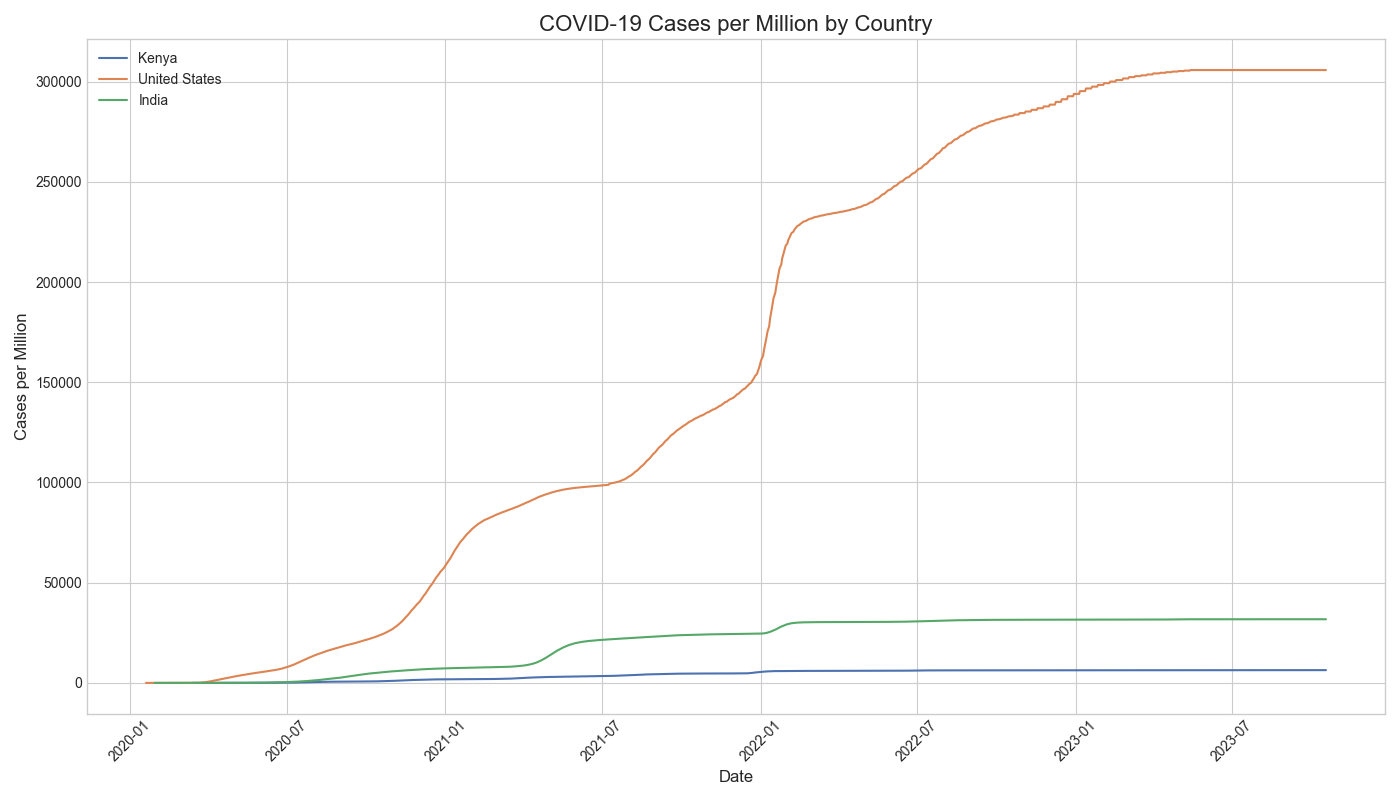 COVID-19 Cases per Million by Country
Kenya
United States
India
300000
250000
200000
150000
100000
50000
0
Cases per Million
2020-01
2020-07
2021-01
2021-07
2022-01
2022-07
2023-01
2023-07
Date